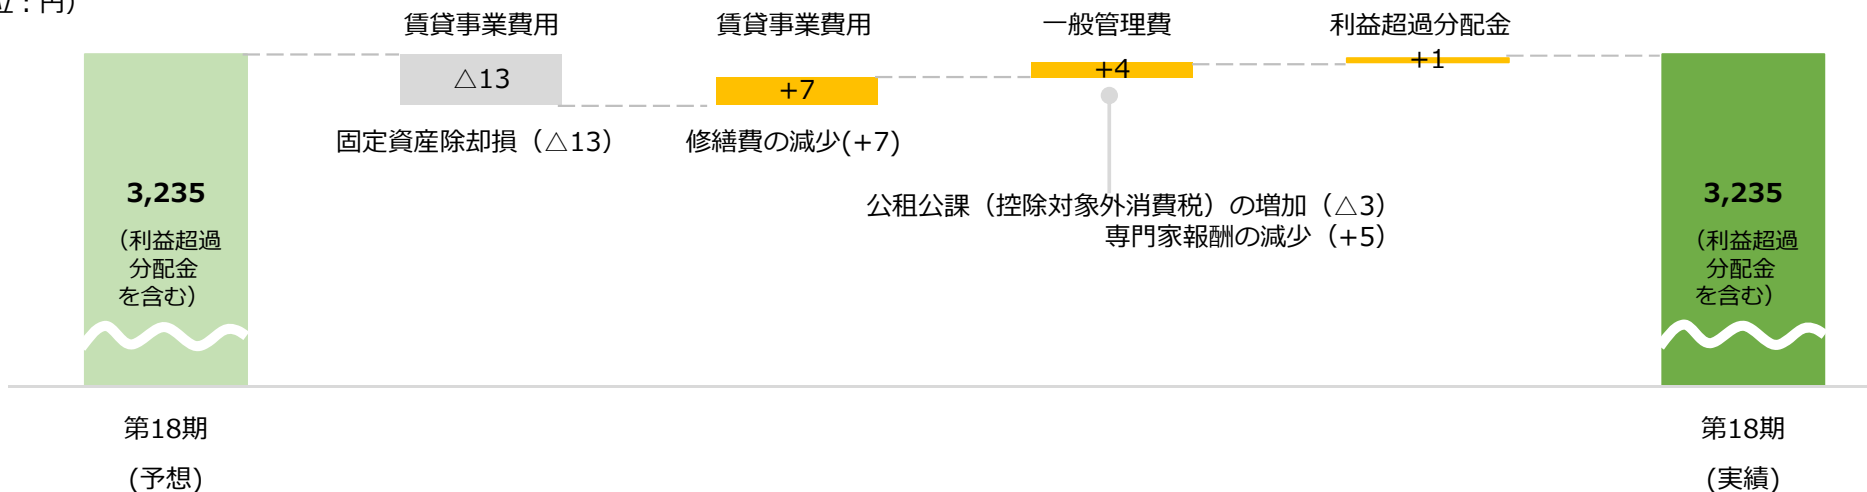 位：円）
賃貸事業費用
賃貸事業費用
一般管理費
利益超過分配金
△13
+7
+4
+1
固定資産除却損（△13）
修繕費の減少(+7)
公租公課（控除対象外消費税）の増加（△3）
専門家報酬の減少（+5）
3,235
（利益超過
分配金
を含む）
3,235
（利益超過
分配金
を含む）
第18期
(予想)
第18期
(実績)